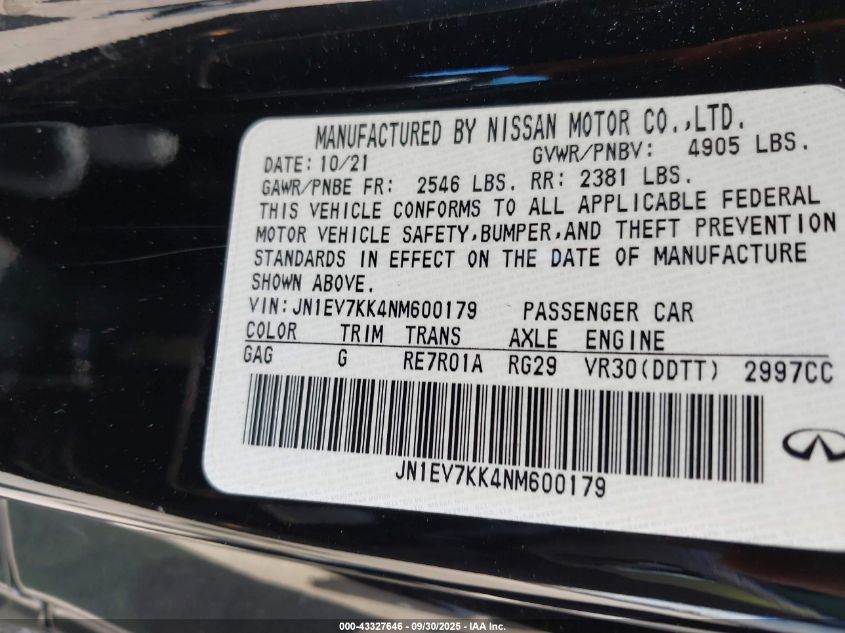 MANUFACTURED BY NISSAN MOTOR CO.,LTD.
DATE: 10/21 GVWR/PNBV: 4905 LBS.
GAWR/PNBE FR: 2546 LBS. RR: 2381 LBS.
THIS VEHICLE CONFORMS TO ALL APPLICABLE FEDERAL
MOTOR VEHICLE SAFETY,BUMPER,AND THEFT PREVENTION
STANDARDS IN EFFECT ON THE DATE OF MANUFACTURE
SHOWN ABOVE.
VIN:JN1EV7KK4NM600179 PASSENGER CAR
COLOR TRIM TRANS AXLE ENGINE
GAG G RE7R01A RG29 VR30(DDTT) 2997CC
JN1EV7KK4NM600179
000-43327646 - 09/30/2025 - IAA Inc.